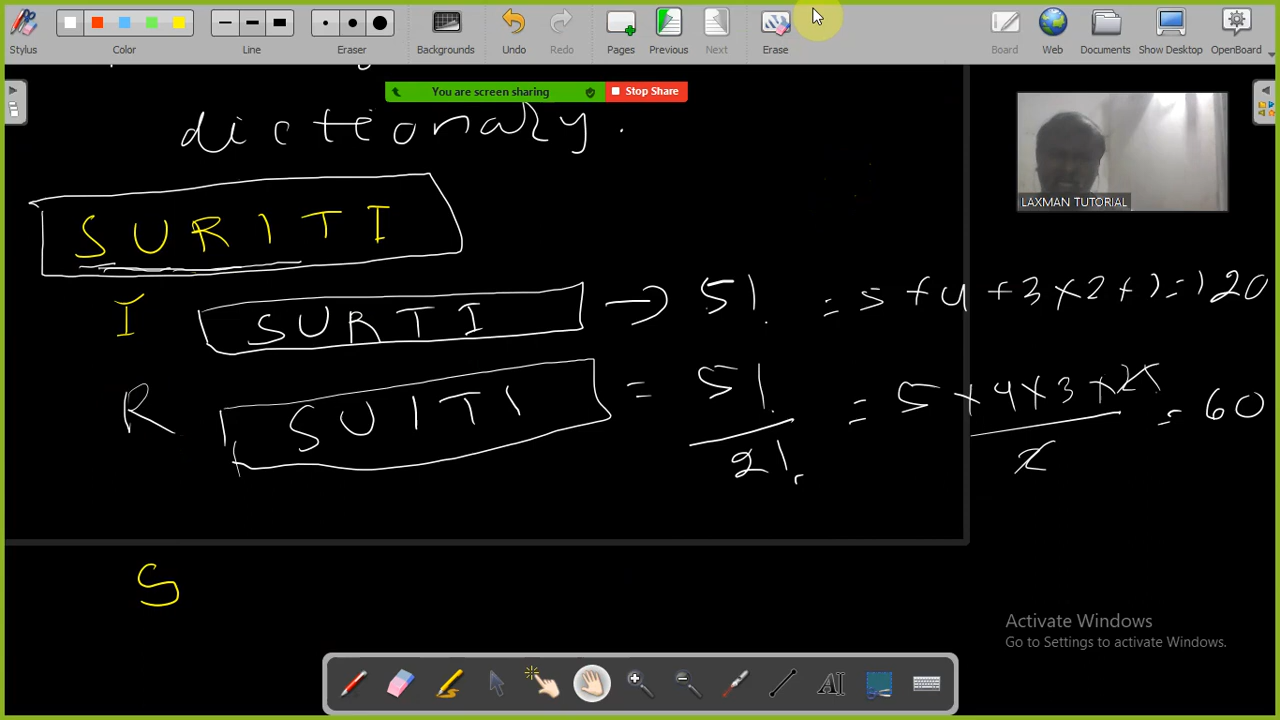 Stylus Color Line Eraser Backgrounds Undo Redo Pages Previous Next Erase Board Web Documents Show Desktop OpenBoard
You are screen sharing Stop Share
dictionary.
LAXMAN TUTORIAL
SURITI
I SURTI → 5! = 5 + 4 + 3 × 2 + 1 = 120
R SUITI = 5! / 2! = 5 × 4 × 3 × 2 / 2 = 60
S
Activate Windows
Go to Settings to activate Windows.